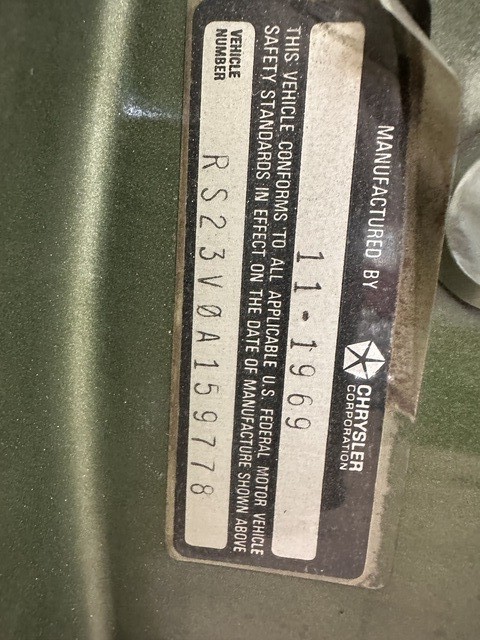 MANUFACTURED BY
CHRYSLER
CORPORATION
11-1969
THIS VEHICLE CONFORMS TO ALL APPLICABLE U.S. FEDERAL MOTOR VEHICLE
SAFETY STANDARDS IN EFFECT ON THE DATE OF MANUFACTURE SHOWN ABOVE
VEHICLE
NUMBER
RS23V0A159778